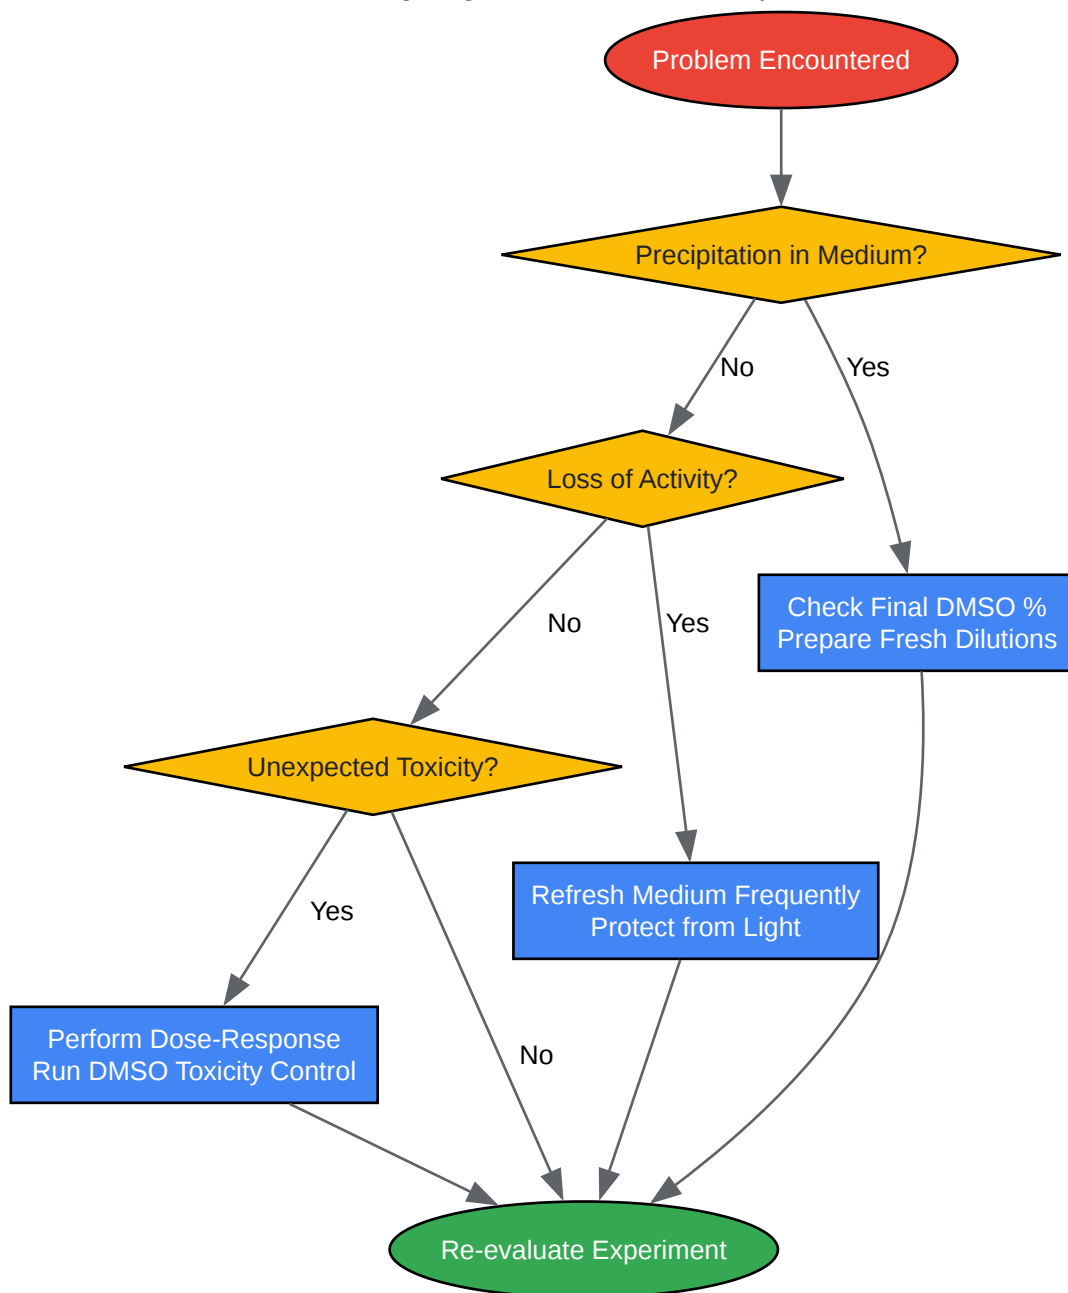 Problem Encountered
Precipitation in Medium?
No
Yes
Loss of Activity?
Check Final DMSO %
Prepare Fresh Dilutions
No
Yes
Unexpected Toxicity?
Refresh Medium Frequently
Protect from Light
Yes
Perform Dose-Response
Run DMSO Toxicity Control
No
Re-evaluate Experiment